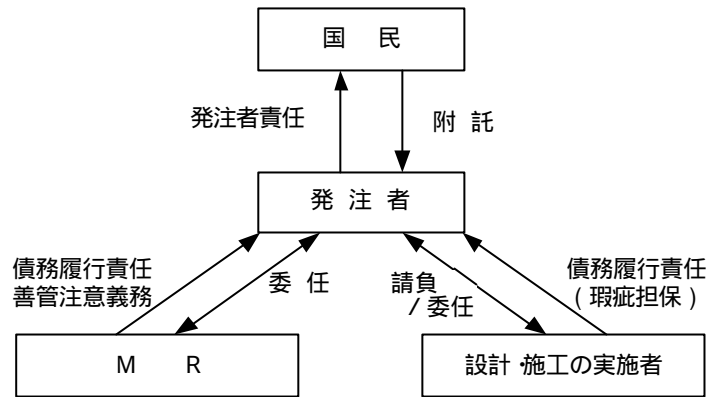 国 民
発注者責任
附 託
発 注 者
債務履行責任
善管注意義務
委 任
請負
/ 委任
債務履行責任
( 瑕疵担保 )
M R
設計・施工の実施者